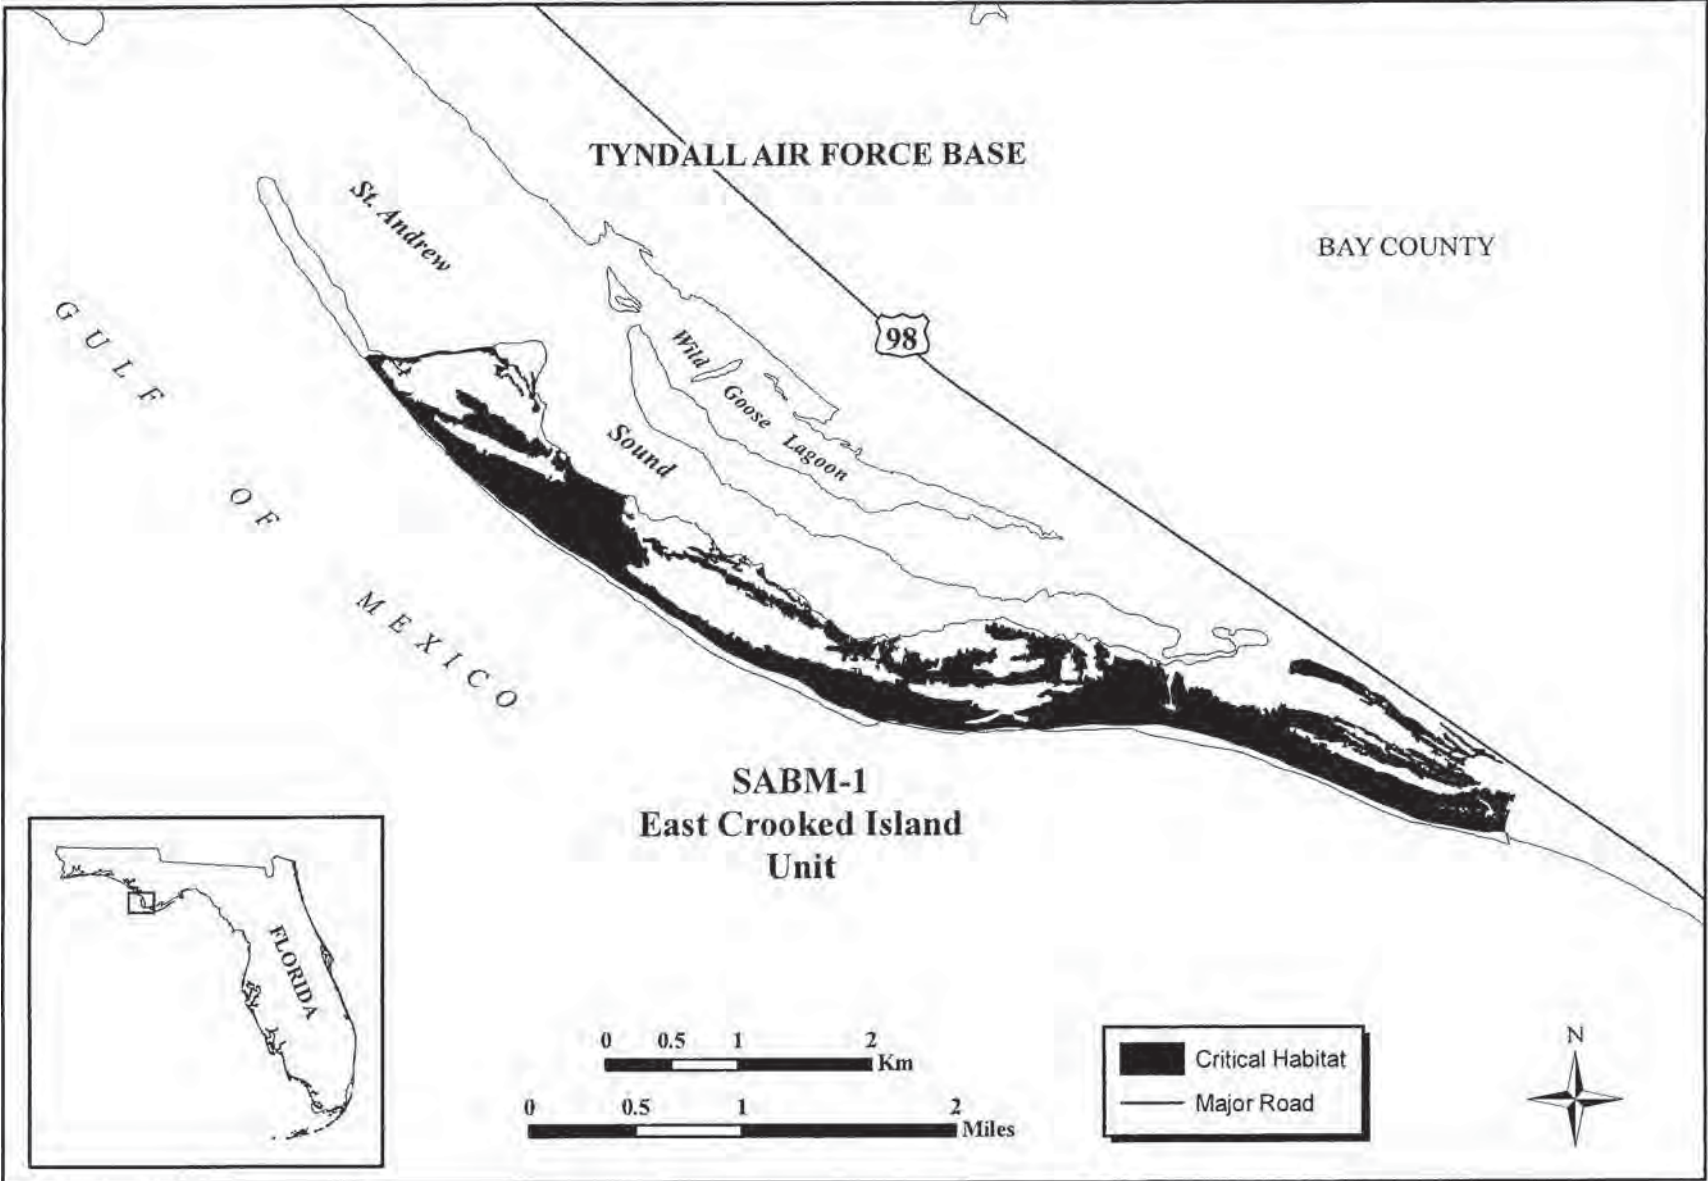 TYNDALL AIR FORCE BASE
BAY COUNTY
St. Andrew
Sound
Wild Goose Lagoon
98
GULF OF MEXICO
SABM-1
East Crooked Island
Unit
FLORIDA
0 0.5 1 2
Km
0 0.5 1 2
Miles
Critical Habitat
Major Road
N